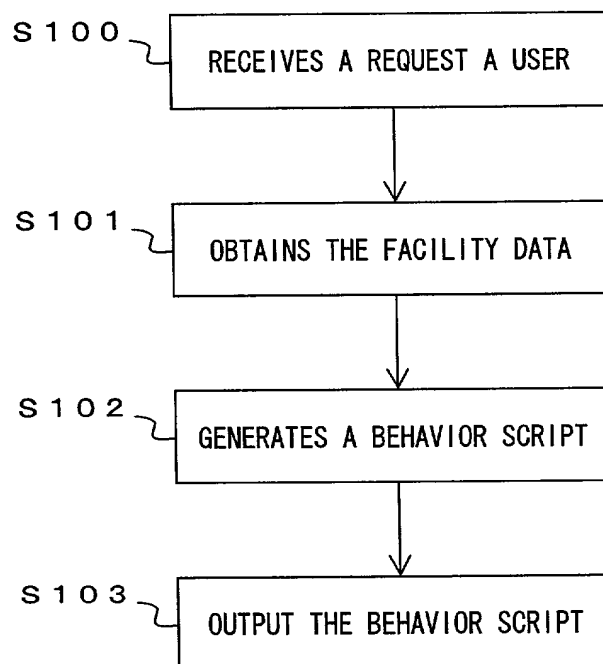 S100
RECEIVES A REQUEST A USER
S101
OBTAINS THE FACILITY DATA
S102
GENERATES A BEHAVIOR SCRIPT
S103
OUTPUT THE BEHAVIOR SCRIPT